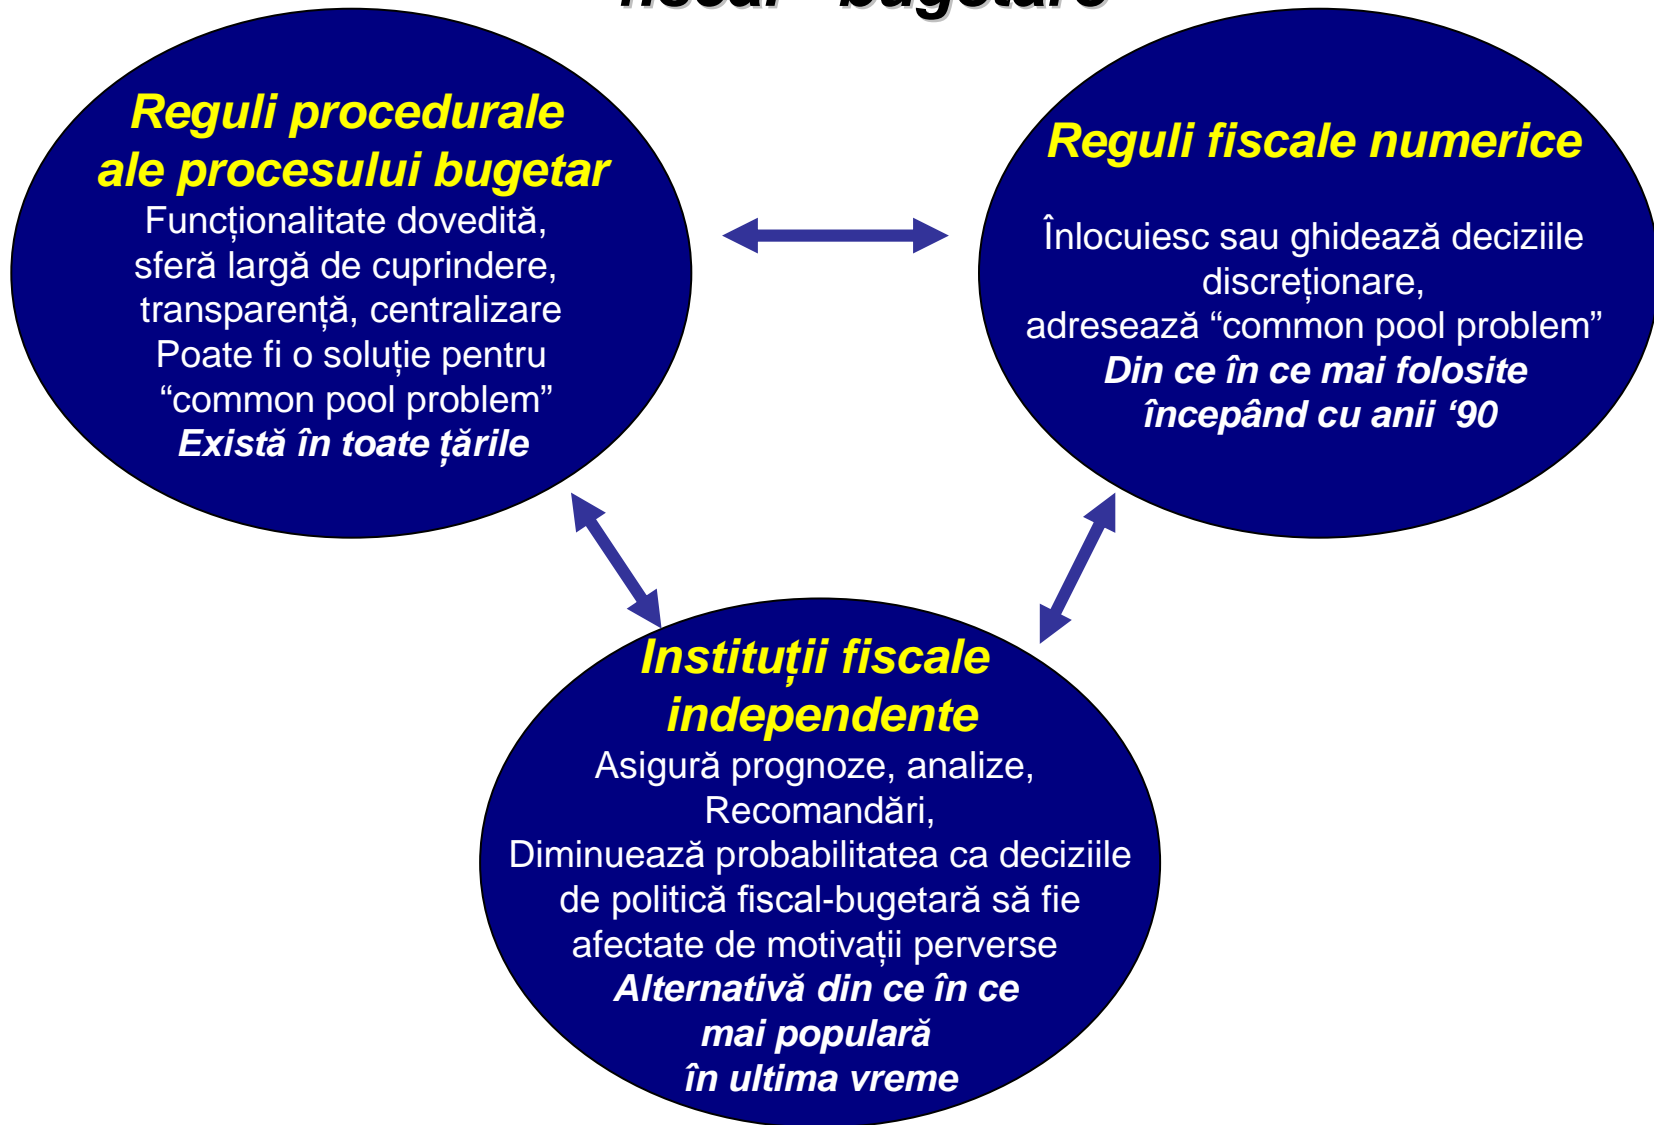 fiscal - bugetare
Reguli procedurale
ale procesului bugetar
Funcționalitate dovedită,
sferă largă de cuprindere,
transparență, centralizare
Poate fi o soluție pentru
“common pool problem”
Există în toate țările
Reguli fiscale numerice
Înlocuiesc sau ghidează deciziile
discreționare,
adresează “common pool problem”
Din ce în ce mai folosite
începând cu anii ‘90
Instituții fiscale
independente
Asigură prognoze, analize,
Recomandări,
Diminuează probabilitatea ca deciziile
de politică fiscal-bugetară să fie
afectate de motivații perverse
Alternativă din ce în ce
mai populară
în ultima vreme